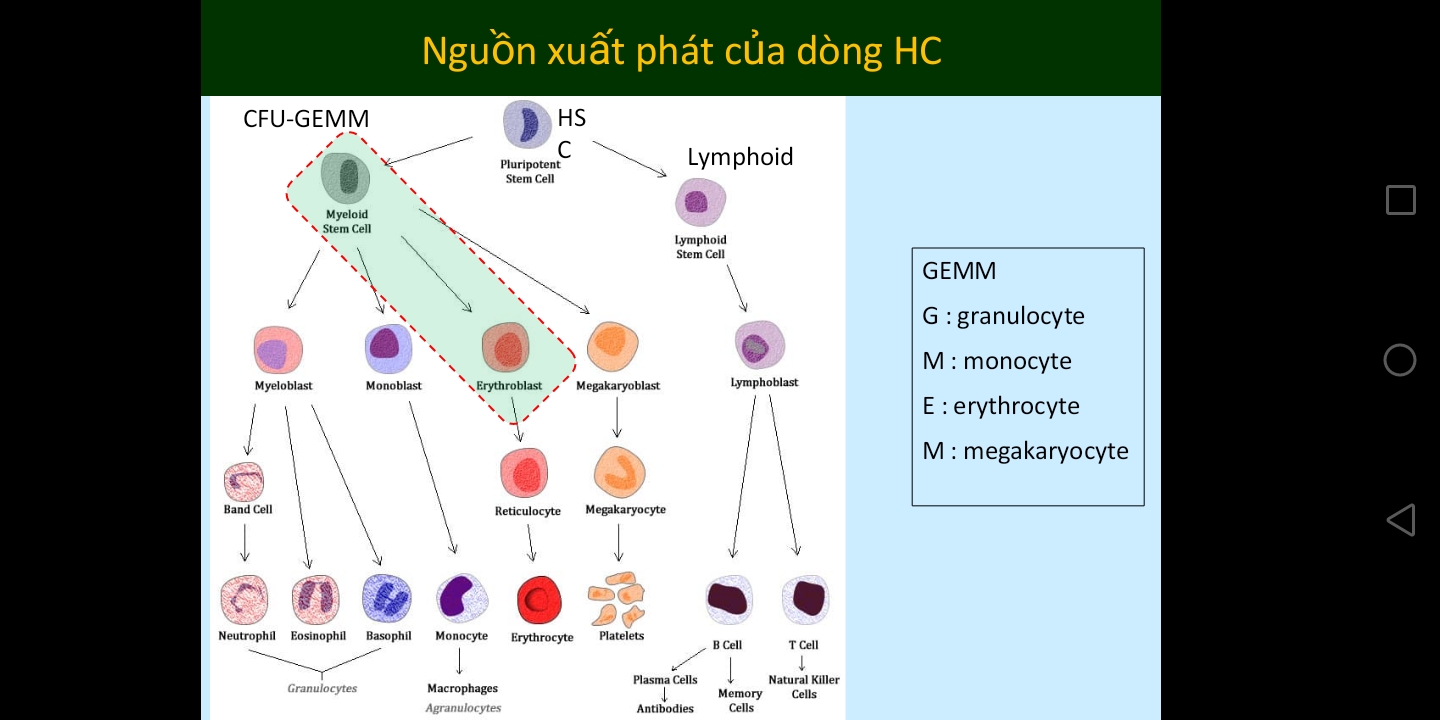 Nguồn xuất phát của dòng HC
CFU-GEMM
HS
C
Pluripotent
Stem Cell
Lymphoid
Myeloid
Stem Cell
Lymphoid
Stem Cell
GEMM
G : granulocyte
M : monocyte
E : erythrocyte
M : megakaryocyte
Myeloblast
Monoblast
Erythroblast
Megakaryoblast
Lymphoblast
Band Cell
Reticulocyte
Megakaryocyte
Neutrophil
Eosinophil
Basophil
Monocyte
Erythrocyte
Platelets
B Cell
T Cell
Granulocytes
Macrophages
Agranulocytes
Plasma Cells
Antibodies
Memory
Cells
Natural Killer
Cells